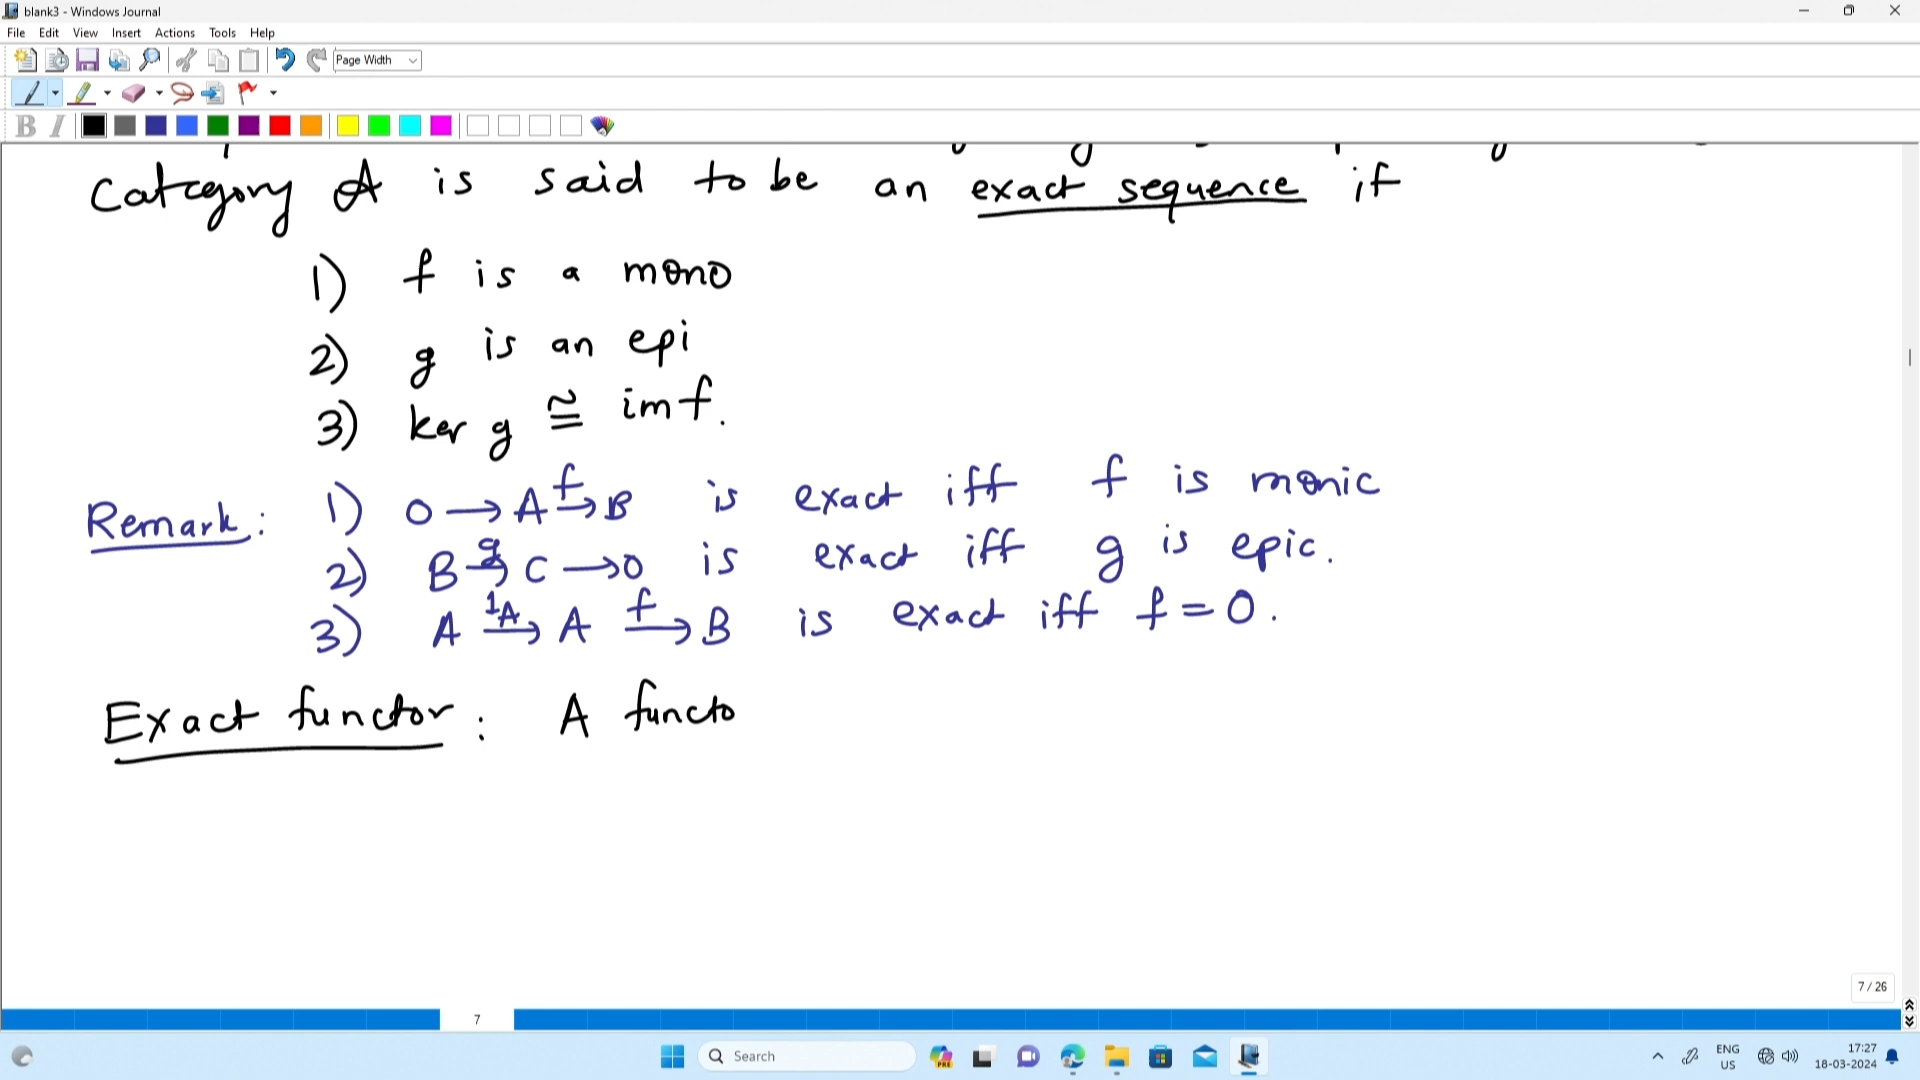 blank3 - Windows Journal
File Edit View Insert Actions Tools Help
Page Width
B I
Category A is said to be an exact sequence if
1) f is a mono
2) g is an epi
3) ker g ≅ im f.
Remark: 1) 0 → A →^f B is exact iff f is monic
2) B →^g C → 0 is exact iff g is epic.
3) A →^{1_A} A →^f B is exact iff f = 0.
Exact functor: A functo
7 / 26
7
Search
PRE
ENG
US
17:27
18-03-2024